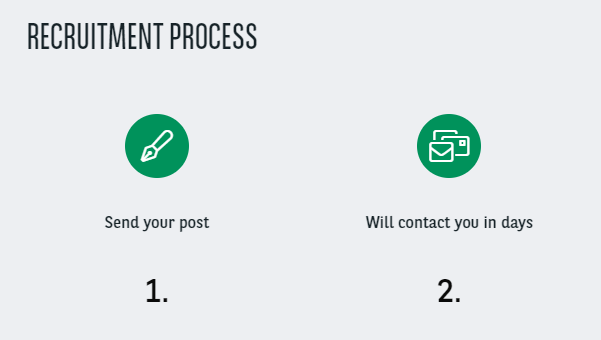 RECRUITMENT PROCESS
Send your post
Will contact you in days
1.
2.